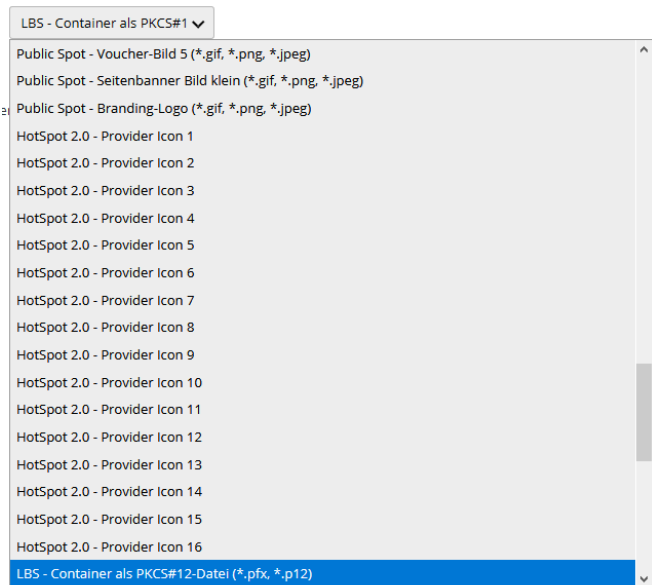 LBS - Container als PKCS#1
Public Spot - Voucher-Bild 5 (*.gif, *.png, *.jpeg)
Public Spot - Seitenbanner Bild klein (*.gif, *.png, *.jpeg)
Public Spot - Branding-Logo (*.gif, *.png, *.jpeg)
HotSpot 2.0 - Provider Icon 1
HotSpot 2.0 - Provider Icon 2
HotSpot 2.0 - Provider Icon 3
HotSpot 2.0 - Provider Icon 4
HotSpot 2.0 - Provider Icon 5
HotSpot 2.0 - Provider Icon 6
HotSpot 2.0 - Provider Icon 7
HotSpot 2.0 - Provider Icon 8
HotSpot 2.0 - Provider Icon 9
HotSpot 2.0 - Provider Icon 10
HotSpot 2.0 - Provider Icon 11
HotSpot 2.0 - Provider Icon 12
HotSpot 2.0 - Provider Icon 13
HotSpot 2.0 - Provider Icon 14
HotSpot 2.0 - Provider Icon 15
HotSpot 2.0 - Provider Icon 16
LBS - Container als PKCS#12-Datei (*.pfx, *.p12)